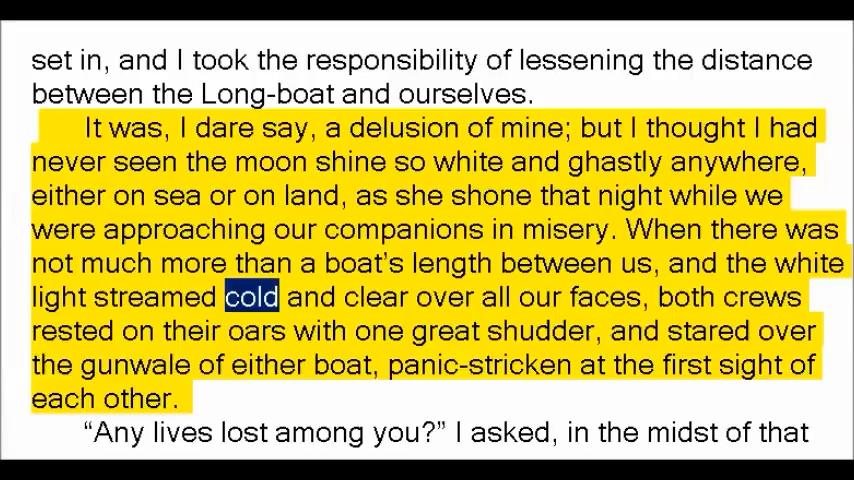 set in, and I took the responsibility of lessening the distance
between the Long-boat and ourselves.
It was, I dare say, a delusion of mine; but I thought I had
never seen the moon shine so white and ghastly anywhere,
either on sea or on land, as she shone that night while we
were approaching our companions in misery. When there was
not much more than a boat’s length between us, and the white
light streamed cold and clear over all our faces, both crews
rested on their oars with one great shudder, and stared over
the gunwale of either boat, panic-stricken at the first sight of
each other.
“Any lives lost among you?” I asked, in the midst of that